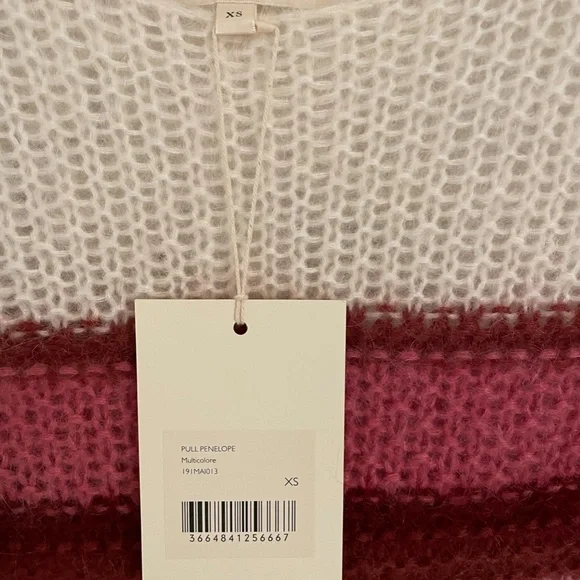 XS
PULL PENELOPE
Multicolore
191MAI013
XS
3664841256667